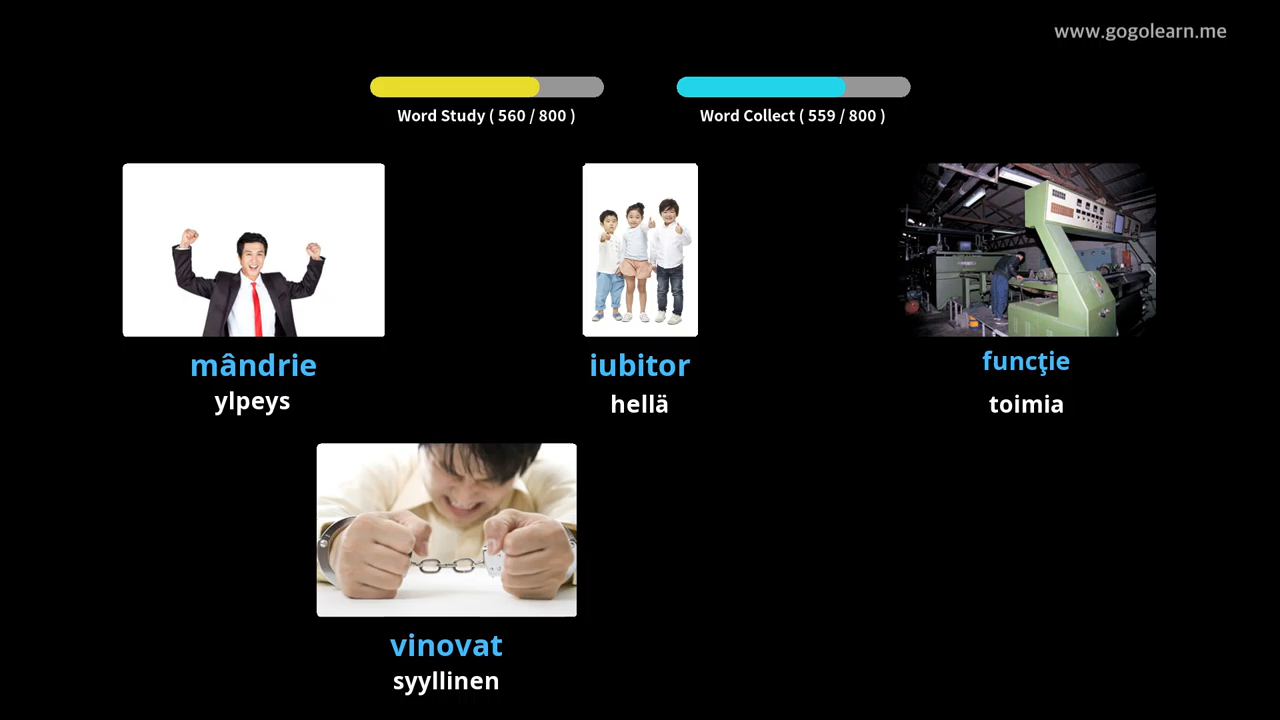 www.gogolearn.me
Word Study ( 560 / 800 )
Word Collect ( 559 / 800 )
mândrie
ylpeys
iubitor
hellä
funcţie
toimia
vinovat
syyllinen